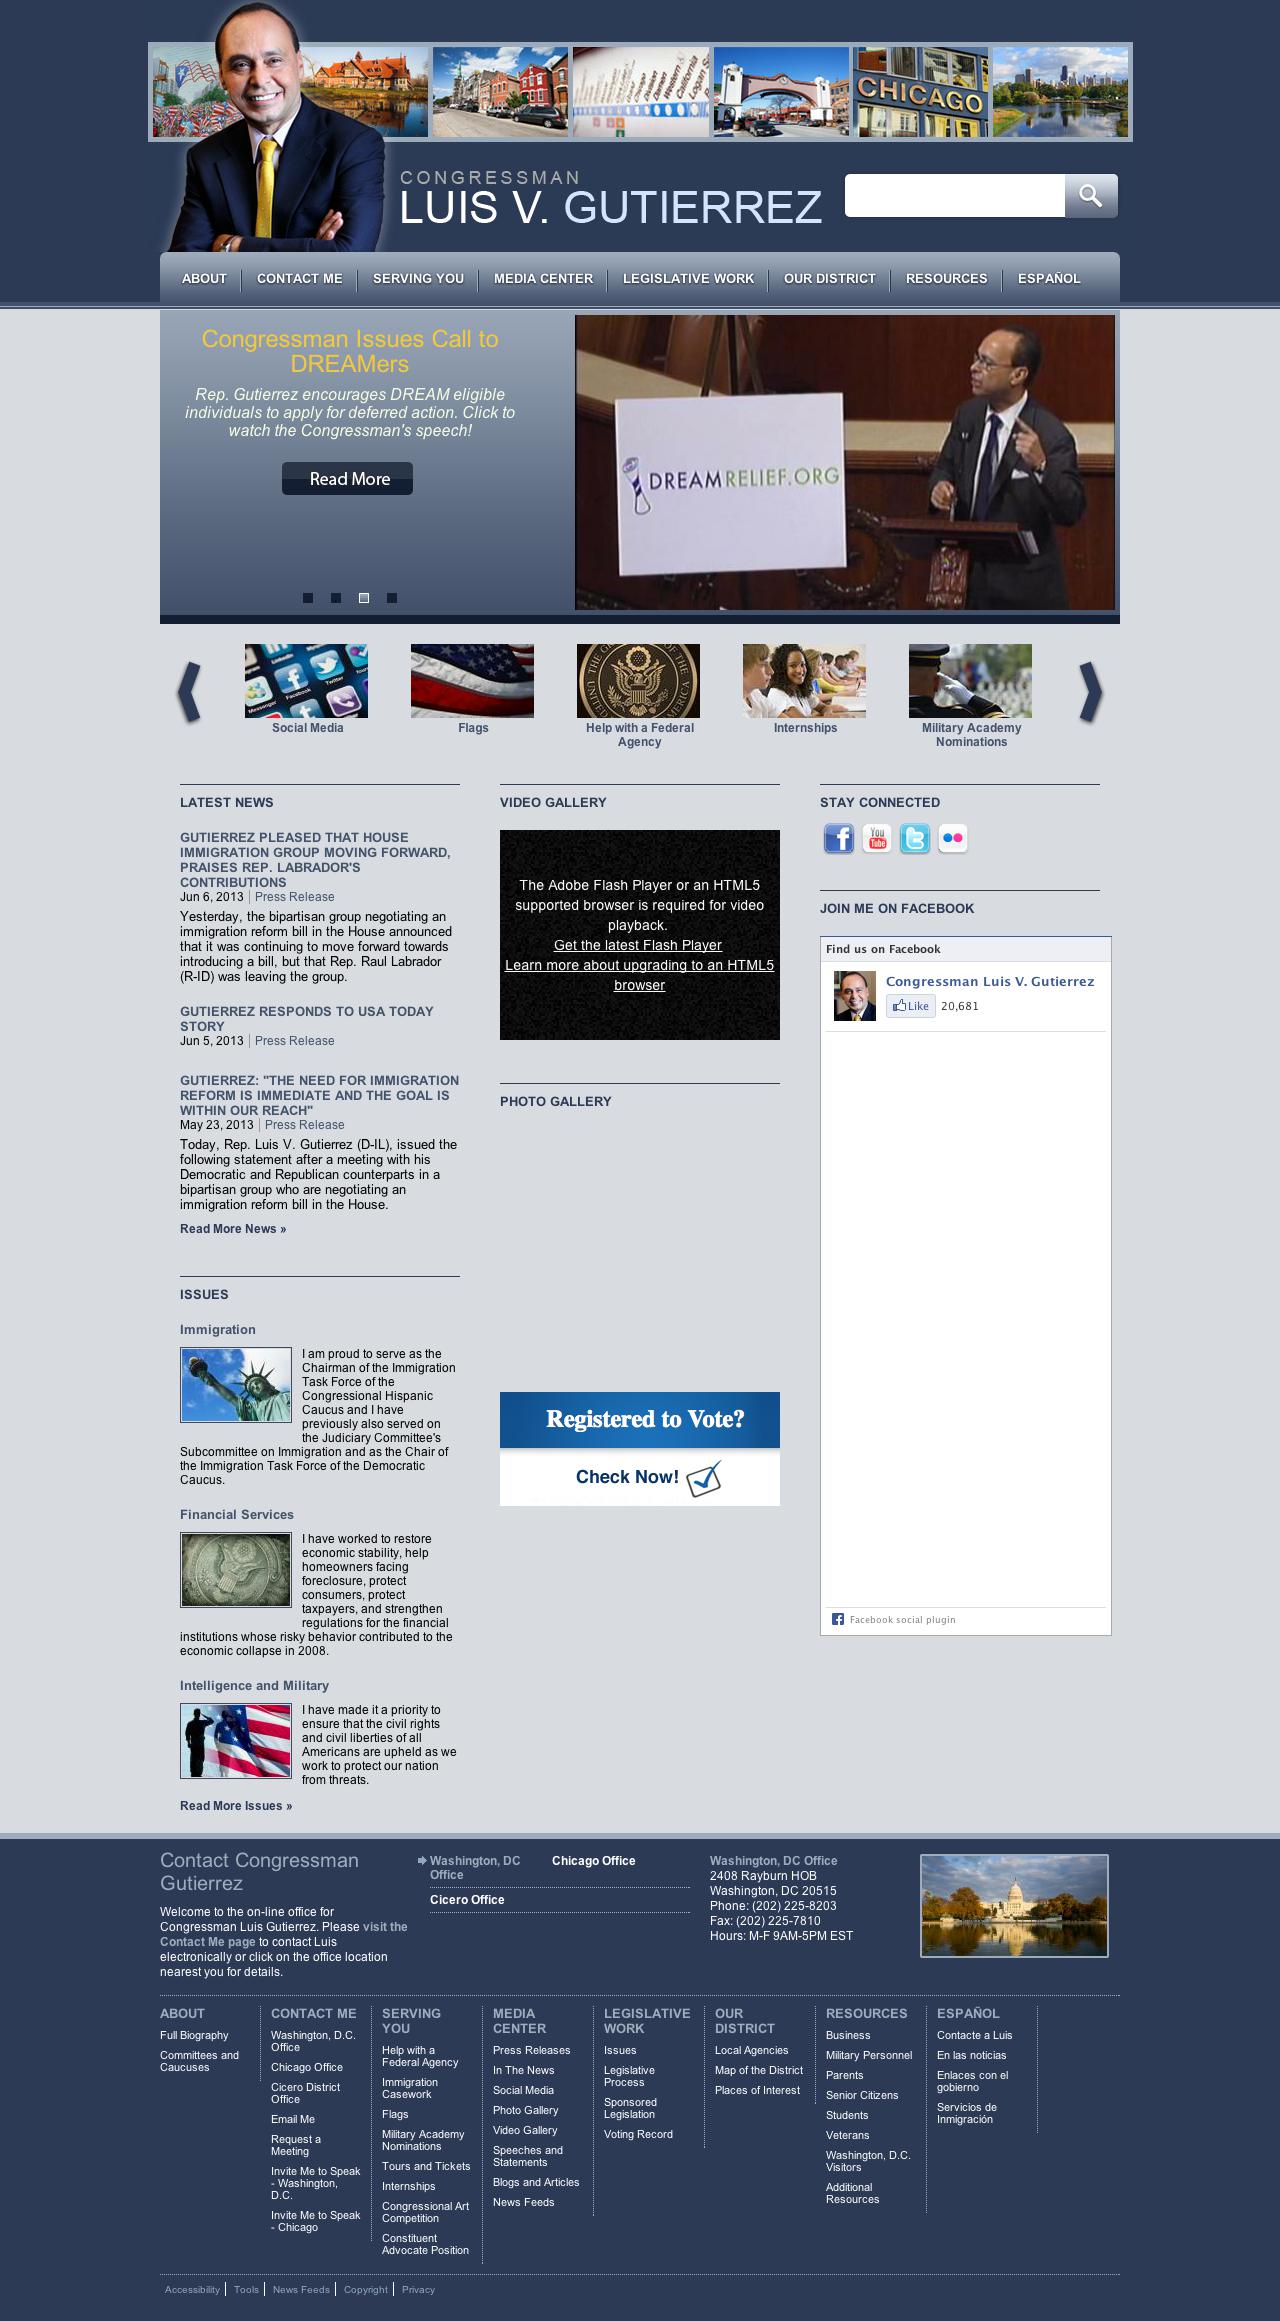 CHICAGO
CONGRESSMAN
LUIS V. GUTIERREZ
ABOUT
CONTACT ME
SERVING YOU
MEDIA CENTER
LEGISLATIVE WORK
OUR DISTRICT
RESOURCES
ESPAÑOL
Congressman Issues Call to
DREAMers
Rep. Gutierrez encourages DREAM eligible
individuals to apply for deferred action. Click to
watch the Congressman's speech!
Read More
DREAMRELIEF.ORG
Social Media
Flags
Help with a Federal
Agency
Internships
Military Academy
Nominations
LATEST NEWS
GUTIERREZ PLEASED THAT HOUSE
IMMIGRATION GROUP MOVING FORWARD,
PRAISES REP. LABRADOR'S
CONTRIBUTIONS
Jun 6, 2013 | Press Release
Yesterday, the bipartisan group negotiating an
immigration reform bill in the House announced
that it was continuing to move forward towards
introducing a bill, but that Rep. Raul Labrador
(R-ID) was leaving the group.
GUTIERREZ RESPONDS TO USA TODAY
STORY
Jun 5, 2013 | Press Release
GUTIERREZ: "THE NEED FOR IMMIGRATION
REFORM IS IMMEDIATE AND THE GOAL IS
WITHIN OUR REACH"
May 23, 2013 | Press Release
Today, Rep. Luis V. Gutierrez (D-IL), issued the
following statement after a meeting with his
Democratic and Republican counterparts in a
bipartisan group who are negotiating an
immigration reform bill in the House.
Read More News »
ISSUES
Immigration
I am proud to serve as the
Chairman of the Immigration
Task Force of the
Congressional Hispanic
Caucus and I have
previously also served on
the Judiciary Committee's
Subcommittee on Immigration and as the Chair of
the Immigration Task Force of the Democratic
Caucus.
Financial Services
I have worked to restore
economic stability, help
homeowners facing
foreclosure, protect
consumers, protect
taxpayers, and strengthen
regulations for the financial
institutions whose risky behavior contributed to the
economic collapse in 2008.
Intelligence and Military
I have made it a priority to
ensure that the civil rights
and civil liberties of all
Americans are upheld as we
work to protect our nation
from threats.
Read More Issues »
VIDEO GALLERY
The Adobe Flash Player or an HTML5
supported browser is required for video
playback.
Get the latest Flash Player
Learn more about upgrading to an HTML5
browser
PHOTO GALLERY
Registered to Vote?
Check Now!
STAY CONNECTED
You
Tube
JOIN ME ON FACEBOOK
Find us on Facebook
Congressman Luis V. Gutierrez
Like 20,681
Facebook social plugin
Contact Congressman
Gutierrez
Welcome to the on-line office for
Congressman Luis Gutierrez. Please visit the
Contact Me page to contact Luis
electronically or click on the office location
nearest you for details.
Washington, DC
Office
Chicago Office
Cicero Office
Washington, DC Office
2408 Rayburn HOB
Washington, DC 20515
Phone: (202) 225-8203
Fax: (202) 225-7810
Hours: M-F 9AM-5PM EST
ABOUT
Full Biography
Committees and
Caucuses
CONTACT ME
Washington, D.C.
Office
Chicago Office
Cicero District
Office
Email Me
Request a
Meeting
Invite Me to Speak
- Washington,
D.C.
Invite Me to Speak
- Chicago
SERVING
YOU
Help with a
Federal Agency
Immigration
Casework
Flags
Military Academy
Nominations
Tours and Tickets
Internships
Congressional Art
Competition
Constituent
Advocate Position
MEDIA
CENTER
Press Releases
In The News
Social Media
Photo Gallery
Video Gallery
Speeches and
Statements
Blogs and Articles
News Feeds
LEGISLATIVE
WORK
Issues
Legislative
Process
Sponsored
Legislation
Voting Record
OUR
DISTRICT
Local Agencies
Map of the District
Places of Interest
RESOURCES
Business
Military Personnel
Parents
Senior Citizens
Students
Veterans
Washington, D.C.
Visitors
Additional
Resources
ESPAÑOL
Contacte a Luis
En las noticias
Enlaces con el
gobierno
Servicios de
Inmigración
Accessibility
Tools
News Feeds
Copyright
Privacy